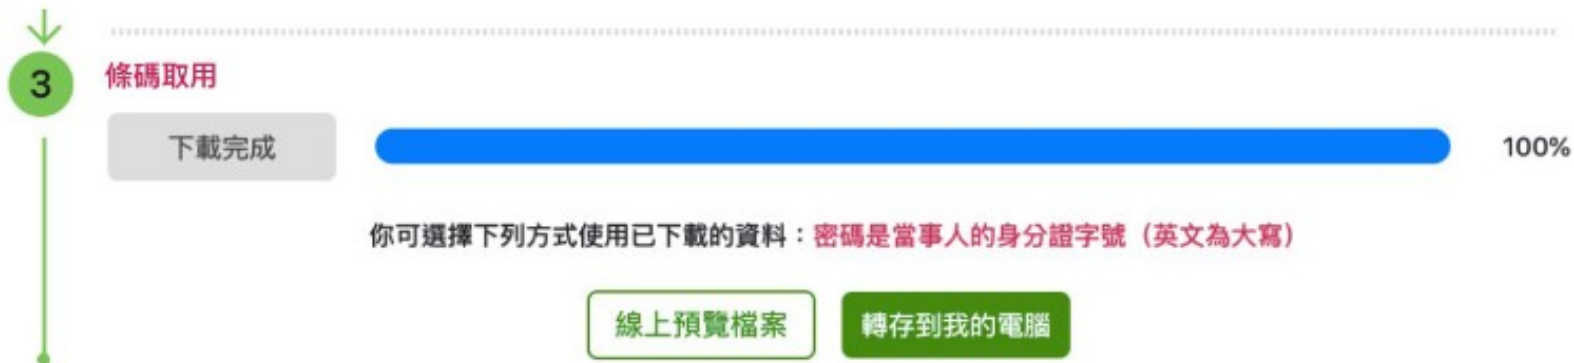 3
條碼取用
下載完成 100%
你可選擇下列方式使用已下載的資料：密碼是當事人的身分證字號（英文為大寫）
線上預覽檔案 轉存到我的電腦